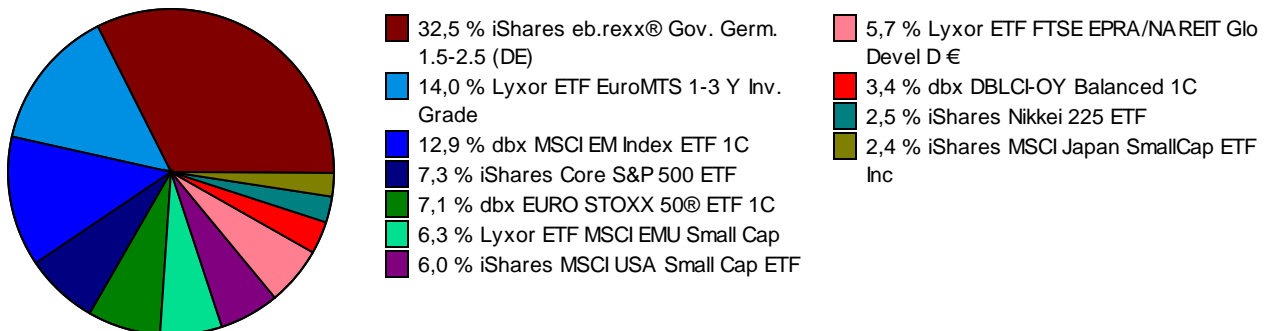 32,5 % iShares eb.rexx® Gov. Germ.
1.5-2.5 (DE)
14,0 % Lyxor ETF EuroMTS 1-3 Y Inv.
Grade
12,9 % dbx MSCI EM Index ETF 1C
7,3 % iShares Core S&P 500 ETF
7,1 % dbx EURO STOXX 50® ETF 1C
6,3 % Lyxor ETF MSCI EMU Small Cap
6,0 % iShares MSCI USA Small Cap ETF
5,7 % Lyxor ETF FTSE EPRA/NAREIT Glo
Devel D €
3,4 % dbx DBLCI-OY Balanced 1C
2,5 % iShares Nikkei 225 ETF
2,4 % iShares MSCI Japan SmallCap ETF
Inc